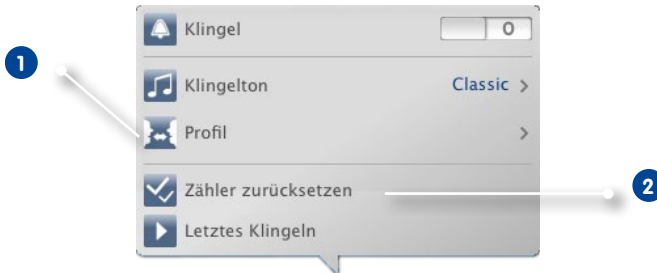 Klingel 0
1
Klingelton Classic >
Profil >
Zähler zurücksetzen
2
Letztes Klingeln